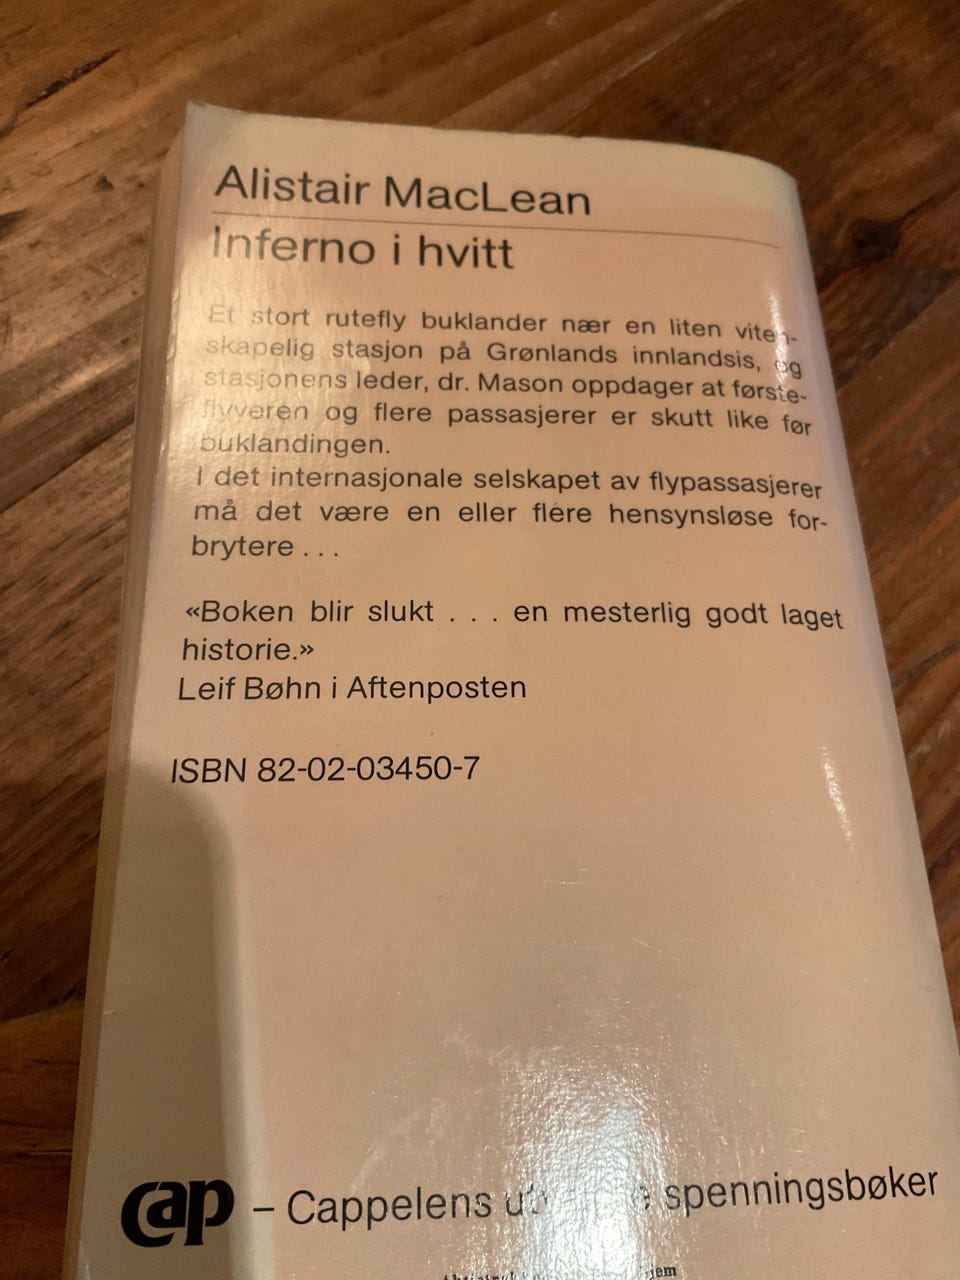 Alistair MacLean
Inferno i hvitt
Et stort rutefly buklander nær en liten viten-
skapelig stasjon på Grønlands innlandsis, og
stasjonens leder, dr. Mason oppdager at første-
flyveren og flere passasjerer er skutt like før
buklandingen.
I det internasjonale selskapet av flypassasjerer
må det være en eller flere hensynsløse for-
brytere . . .
«Boken blir slukt . . . en mesterlig godt laget
historie.»
Leif Bøhn i Aftenposten
ISBN 82-02-03450-7
cap – Cappelens spenningsbøker